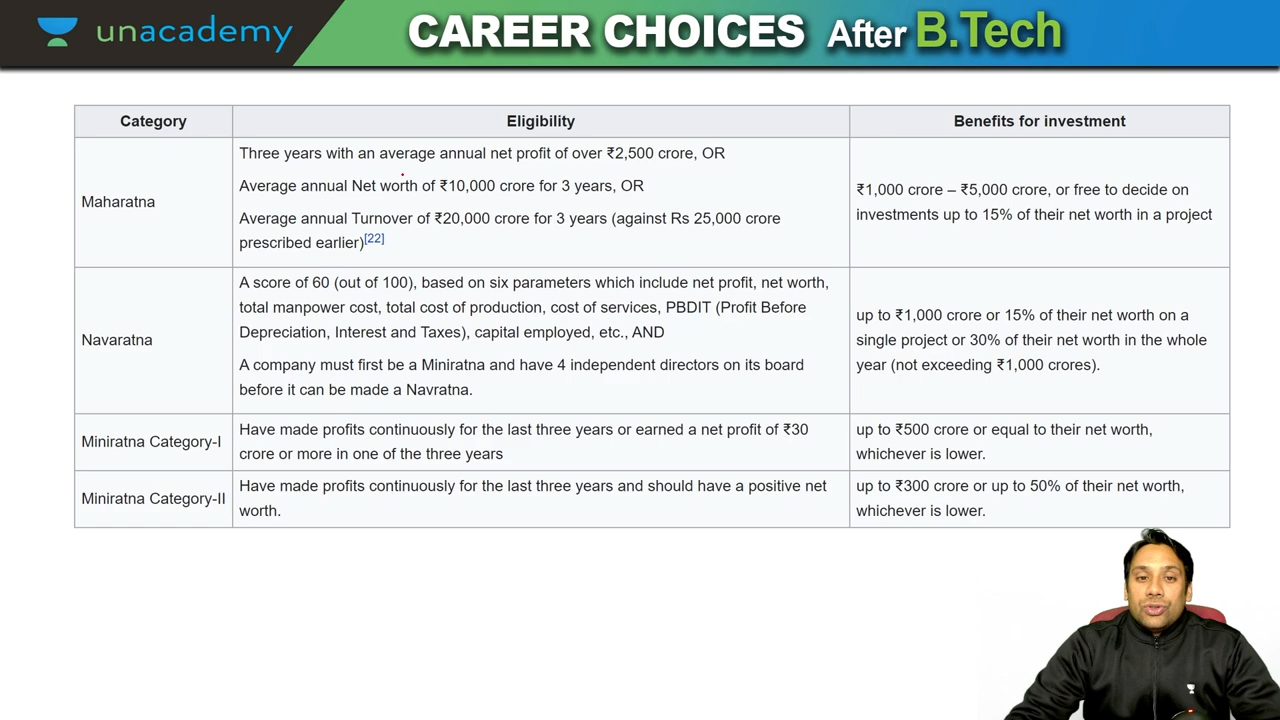 unacademy
CAREER CHOICES After B.Tech
Category
Eligibility
Benefits for investment
Maharatna
Three years with an average annual net profit of over ₹2,500 crore, OR
Average annual Net worth of ₹10,000 crore for 3 years, OR
Average annual Turnover of ₹20,000 crore for 3 years (against Rs 25,000 crore
prescribed earlier)[22]
₹1,000 crore – ₹5,000 crore, or free to decide on
investments up to 15% of their net worth in a project
Navaratna
A score of 60 (out of 100), based on six parameters which include net profit, net worth,
total manpower cost, total cost of production, cost of services, PBDIT (Profit Before
Depreciation, Interest and Taxes), capital employed, etc., AND
A company must first be a Miniratna and have 4 independent directors on its board
before it can be made a Navratna.
up to ₹1,000 crore or 15% of their net worth on a
single project or 30% of their net worth in the whole
year (not exceeding ₹1,000 crores).
Miniratna Category-I
Have made profits continuously for the last three years or earned a net profit of ₹30
crore or more in one of the three years
up to ₹500 crore or equal to their net worth,
whichever is lower.
Miniratna Category-II
Have made profits continuously for the last three years and should have a positive net
worth.
up to ₹300 crore or up to 50% of their net worth,
whichever is lower.